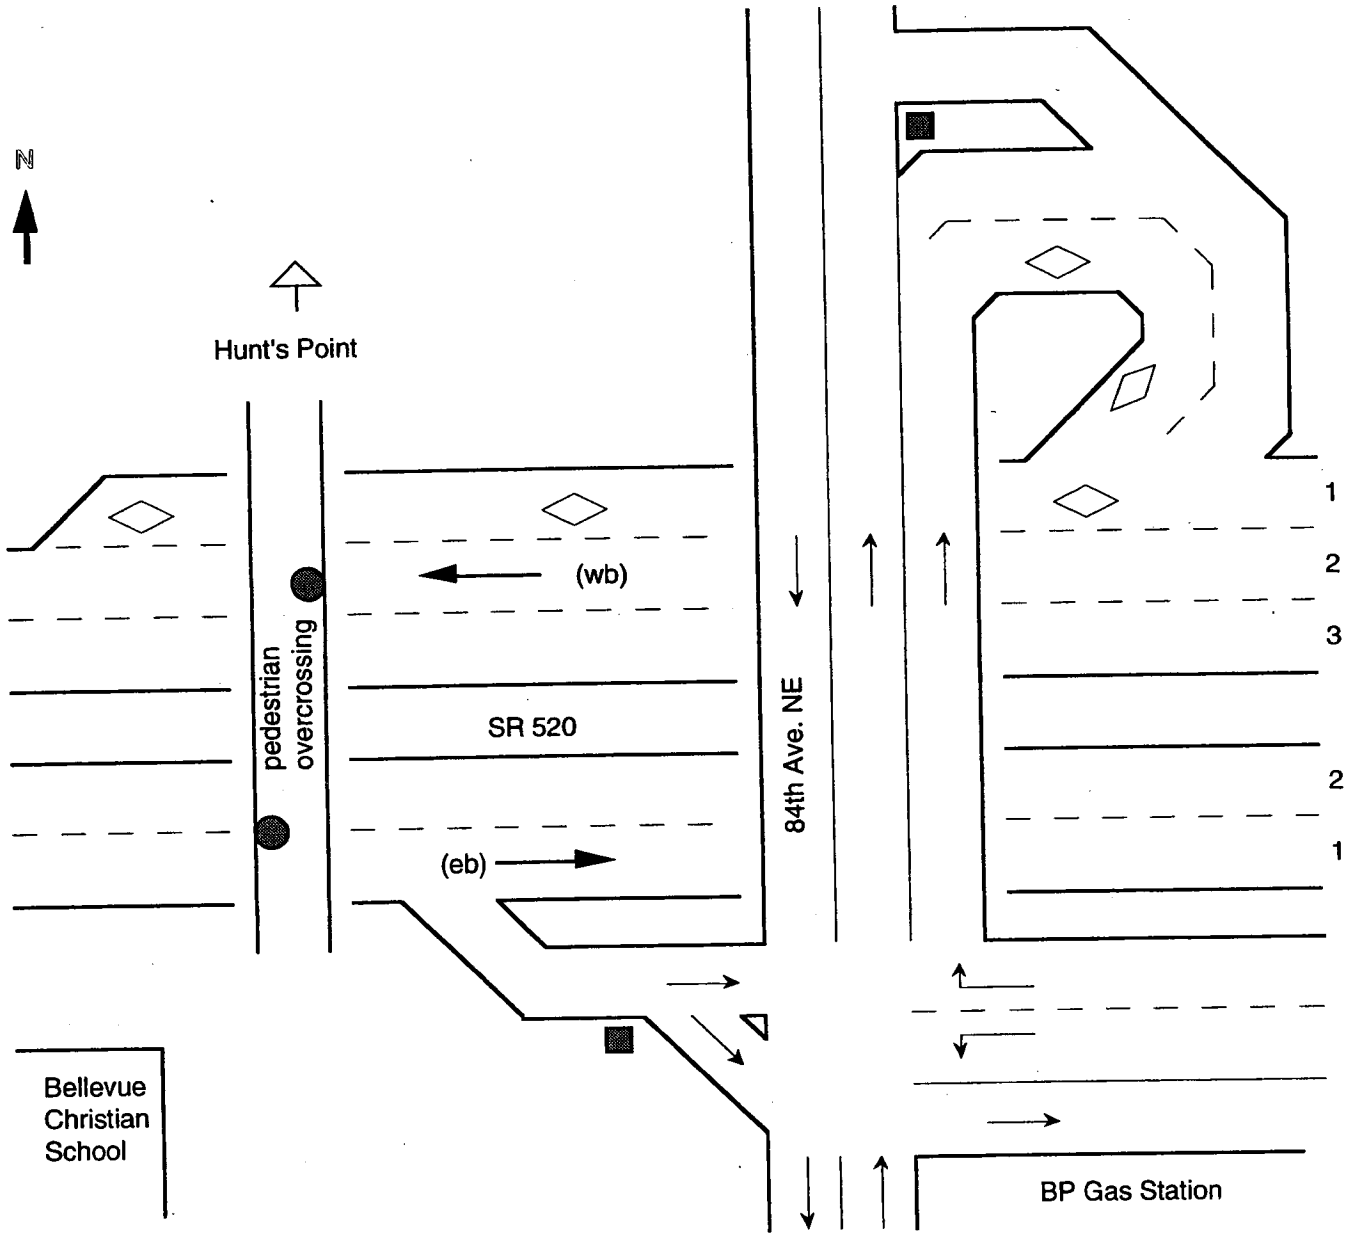 N
Hunt's Point
1
(wb)
2
3
pedestrian
overcrossing
SR 520
84th Ave. NE
2
(eb)
1
Bellevue
Christian
School
BP Gas Station